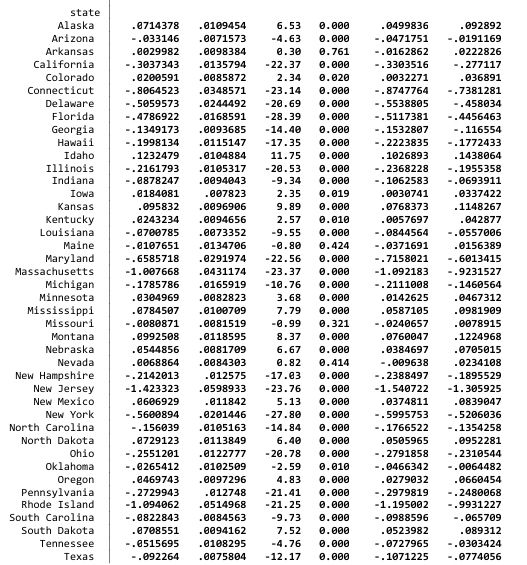 state
Alaska .0714378 .0109454 6.53 0.000 .0499836 .092892
Arizona -.033146 .0071573 -4.63 0.000 -.0471751 -.0191169
Arkansas .0029982 .0098384 0.30 0.761 -.0162862 .0222826
California -.3037343 .0135794 -22.37 0.000 -.3303516 -.277117
Colorado .0200591 .0085872 2.34 0.020 .0032271 .036891
Connecticut -.8064523 .0348571 -23.14 0.000 -.8747764 -.7381281
Delaware -.5059573 .0244492 -20.69 0.000 -.5538805 -.458034
Florida -.4786922 .0168591 -28.39 0.000 -.5117381 -.4456463
Georgia -.1349173 .0093685 -14.40 0.000 -.1532807 -.116554
Hawaii -.1998134 .0115147 -17.35 0.000 -.2223835 -.1772433
Idaho .1232479 .0104884 11.75 0.000 .1026893 .1438064
Illinois -.2161793 .0105317 -20.53 0.000 -.2368228 -.1955358
Indiana -.0878247 .0094043 -9.34 0.000 -.1062583 -.0693911
Iowa .0184081 .007823 2.35 0.019 .0030741 .0337422
Kansas .095832 .0096906 9.89 0.000 .0768373 .1148267
Kentucky .0243234 .0094656 2.57 0.010 .0057697 .042877
Louisiana -.0700785 .0073352 -9.55 0.000 -.0844564 -.0557006
Maine -.0107651 .0134706 -0.80 0.424 -.0371691 .0156389
Maryland -.6585718 .0291974 -22.56 0.000 -.7158021 -.6013415
Massachusetts -1.007668 .0431174 -23.37 0.000 -1.092183 -.9231527
Michigan -.1785786 .0165919 -10.76 0.000 -.2111008 -.1460564
Minnesota .0304969 .0082823 3.68 0.000 .0142625 .0467312
Mississippi .0784507 .0100709 7.79 0.000 .0587105 .0981909
Missouri -.0080871 .0081519 -0.99 0.321 -.0240657 .0078915
Montana .0992508 .0118595 8.37 0.000 .0760047 .1224968
Nebraska .0544856 .0081709 6.67 0.000 .0384697 .0705015
Nevada .0068864 .0084303 0.82 0.414 -.009638 .0234108
New Hampshire -.2142013 .012575 -17.03 0.000 -.2388497 -.1895529
New Jersey -1.423323 .0598933 -23.76 0.000 -1.540722 -1.305925
New Mexico .0606929 .011842 5.13 0.000 .0374811 .0839047
New York -.5600894 .0201446 -27.80 0.000 -.5995753 -.5206036
North Carolina -.156039 .0105163 -14.84 0.000 -.1766522 -.1354258
North Dakota .0729123 .0113849 6.40 0.000 .0505965 .0952281
Ohio -.2551201 .0122777 -20.78 0.000 -.2791858 -.2310544
Oklahoma -.0265412 .0102509 -2.59 0.010 -.0466342 -.0064482
Oregon .0469743 .0097296 4.83 0.000 .0279032 .0660454
Pennsylvania -.2729943 .012748 -21.41 0.000 -.2979819 -.2480068
Rhode Island -1.094062 .0514968 -21.25 0.000 -1.195002 -.9931227
South Carolina -.0822843 .0084563 -9.73 0.000 -.0988596 -.065709
South Dakota .0708551 .0094162 7.52 0.000 .0523982 .089312
Tennessee -.0515695 .0108295 -4.76 0.000 -.0727965 -.0303424
Texas -.092264 .0075804 -12.17 0.000 -.1071225 -.0774056